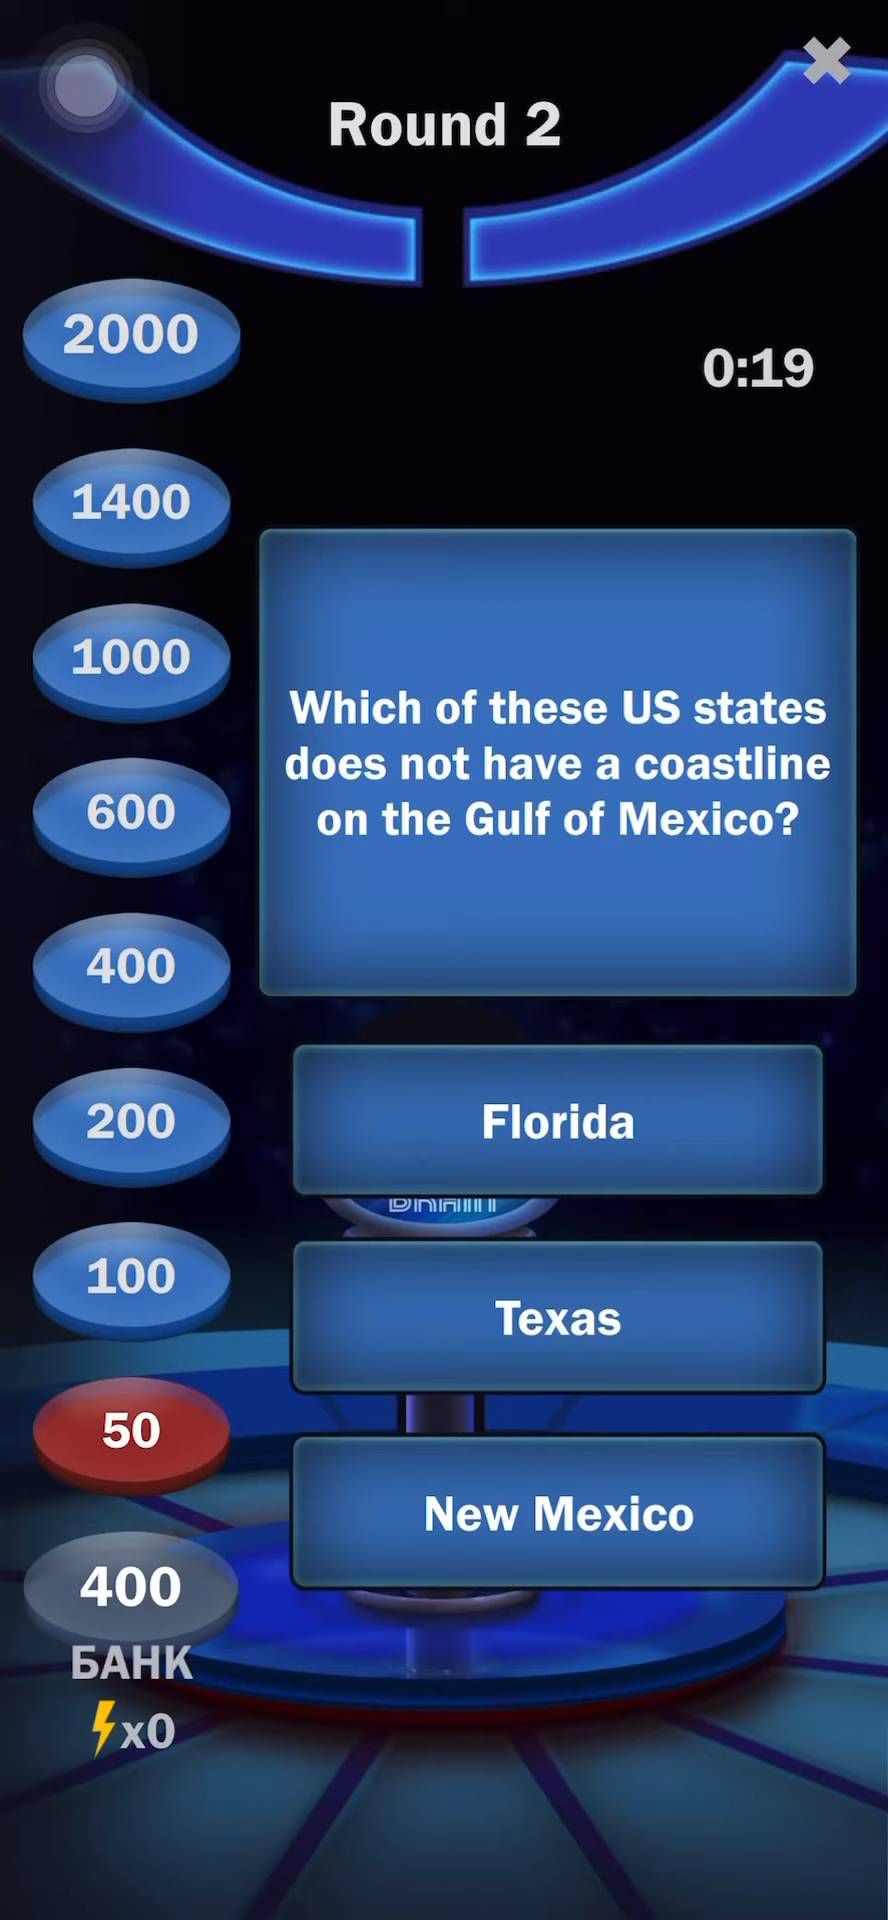 Round 2
2000
0:19
1400
1000
600
400
200
100
50
400
БАНК
x0
Which of these US states
does not have a coastline
on the Gulf of Mexico?
Florida
Texas
New Mexico